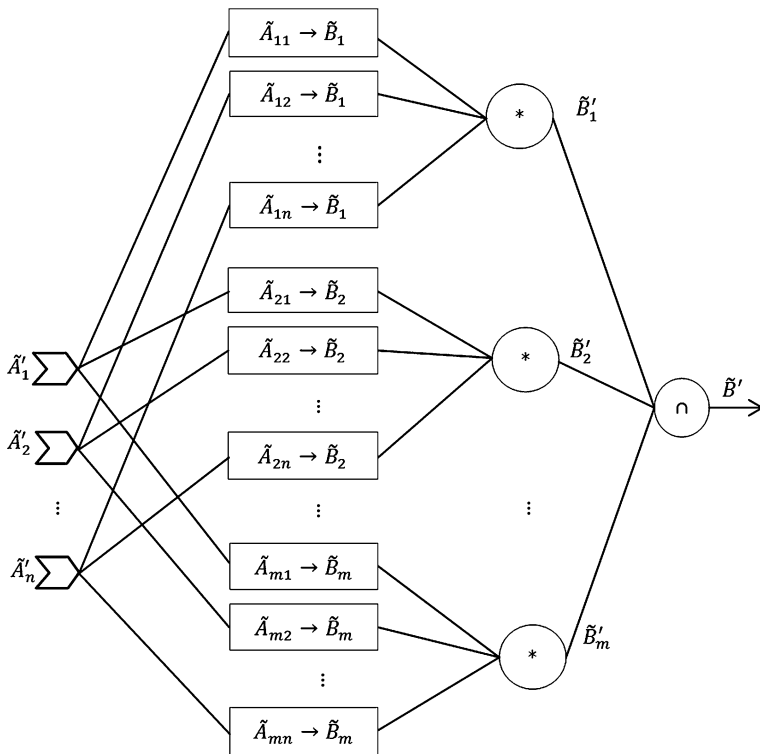 Ã₁₁ → B̃₁
Ã₁₂ → B̃₁
⋮
Ã₁ₙ → B̃₁
*
B̃′₁
Ã₂₁ → B̃₂
Ã₂₂ → B̃₂
⋮
Ã₂ₙ → B̃₂
*
B̃′₂
Ã′₁
Ã′₂
⋮
Ã′ₙ
⋮
⋮
∩
B̃′
Ãₘ₁ → B̃ₘ
Ãₘ₂ → B̃ₘ
⋮
Ãₘₙ → B̃ₘ
*
B̃′ₘ